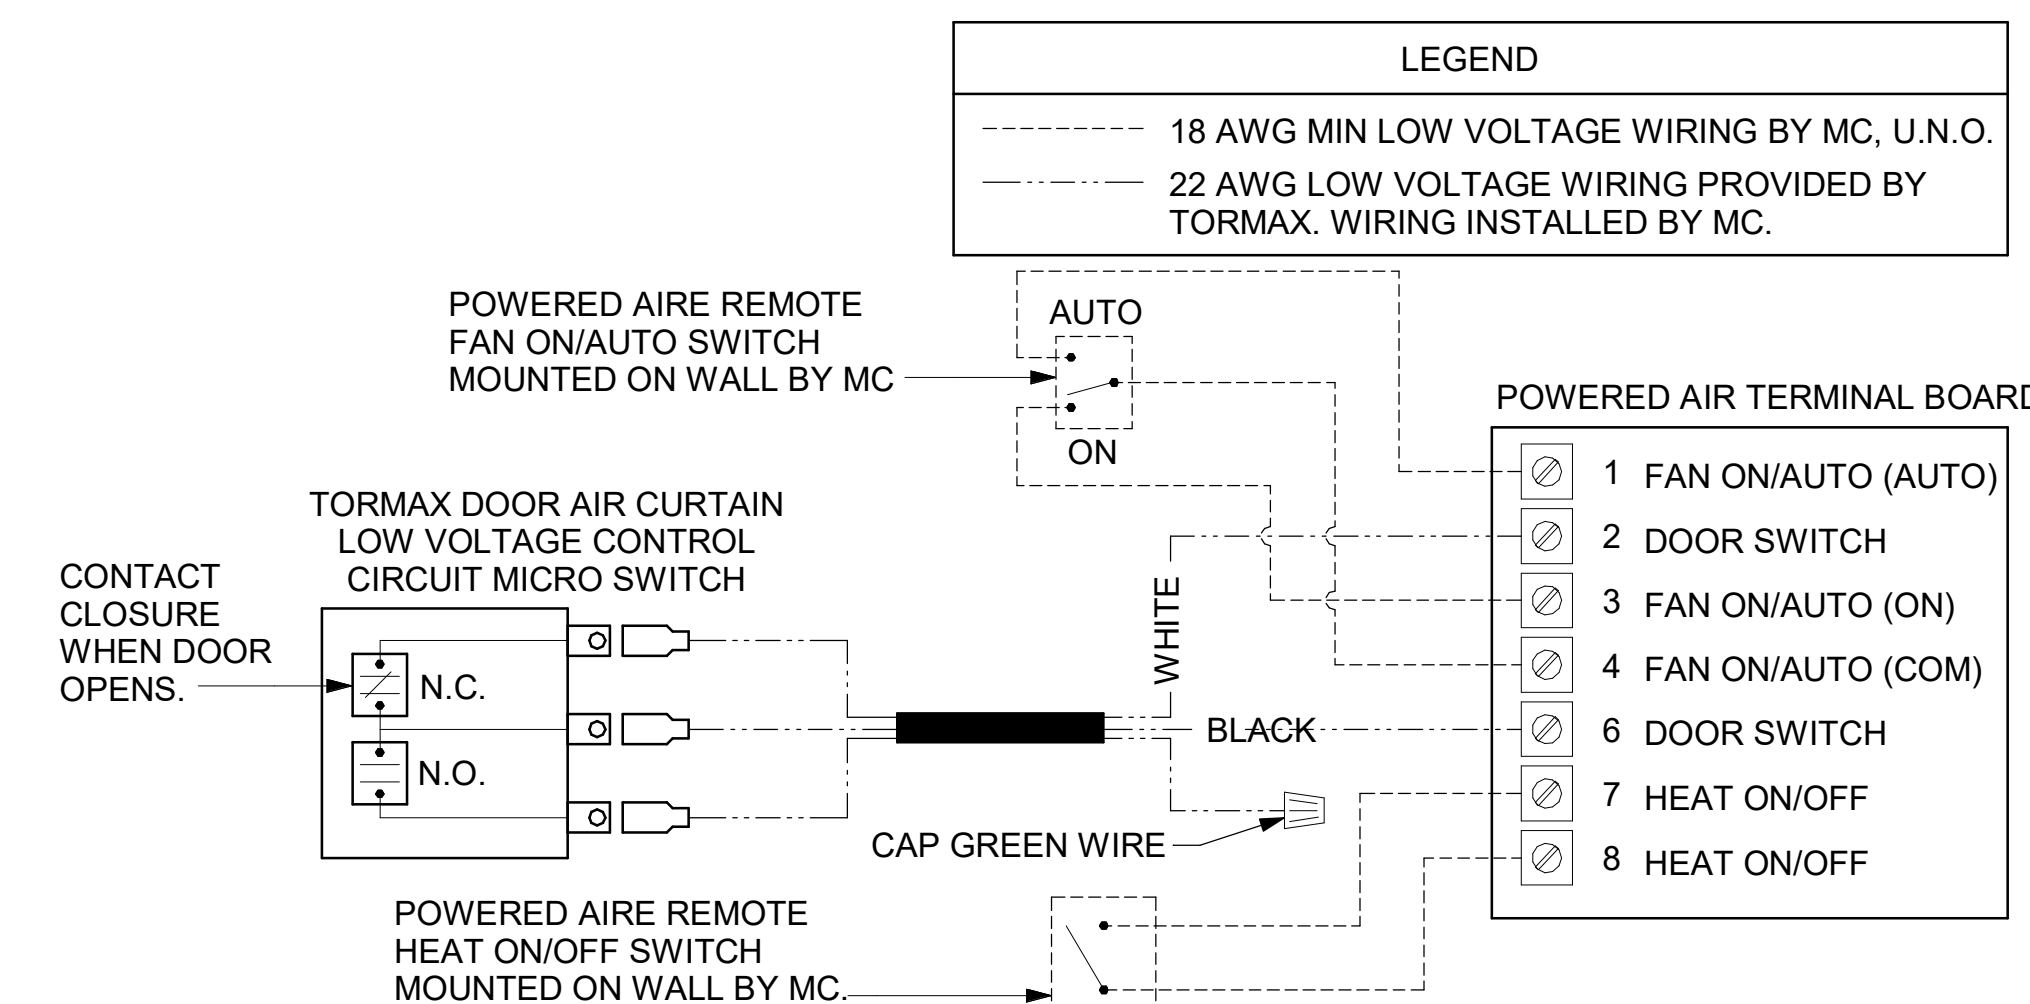 LEGEND
18 AWG MIN LOW VOLTAGE WIRING BY MC, U.N.O.
22 AWG LOW VOLTAGE WIRING PROVIDED BY
TORMAX. WIRING INSTALLED BY MC.
POWERED AIRE REMOTE
FAN ON/AUTO SWITCH
MOUNTED ON WALL BY MC
AUTO
ON
POWERED AIR TERMINAL BOARD
1 FAN ON/AUTO (AUTO)
2 DOOR SWITCH
3 FAN ON/AUTO (ON)
4 FAN ON/AUTO (COM)
6 DOOR SWITCH
7 HEAT ON/OFF
8 HEAT ON/OFF
TORMAX DOOR AIR CURTAIN
LOW VOLTAGE CONTROL
CIRCUIT MICRO SWITCH
CONTACT
CLOSURE
WHEN DOOR
OPENS.
N.C.
N.O.
WHITE
BLACK
CAP GREEN WIRE
POWERED AIRE REMOTE
HEAT ON/OFF SWITCH
MOUNTED ON WALL BY MC.